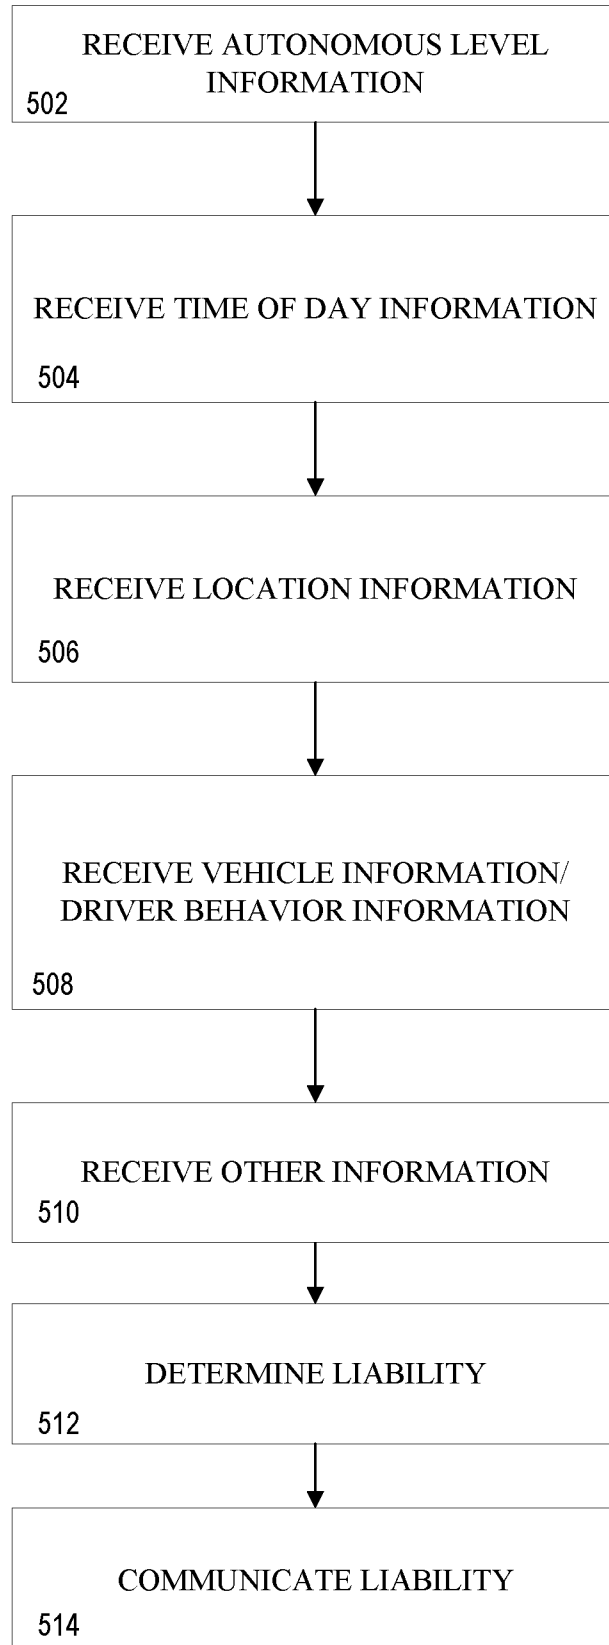 RECEIVE AUTONOMOUS LEVEL
INFORMATION
502
RECEIVE TIME OF DAY INFORMATION
504
RECEIVE LOCATION INFORMATION
506
RECEIVE VEHICLE INFORMATION/
DRIVER BEHAVIOR INFORMATION
508
RECEIVE OTHER INFORMATION
510
DETERMINE LIABILITY
512
COMMUNICATE LIABILITY
514